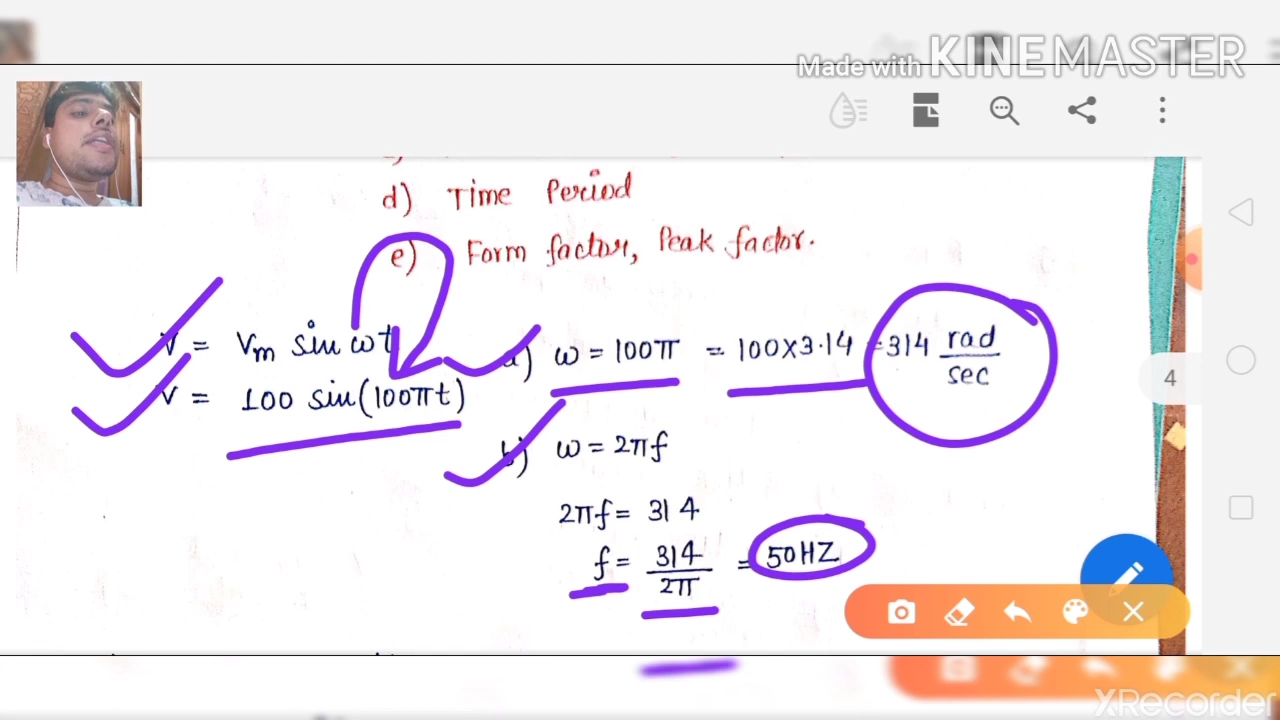 Made with KINEMASTER
d) Time Period
e) Form factor, Peak factor.
V = Vm sin ωt
a) ω = 100π = 100×3.14 = 314 rad/sec
V = 100 sin(100πt)
4
b) ω = 2πf
2πf = 314
f = 314/2π = 50HZ
XRecorder